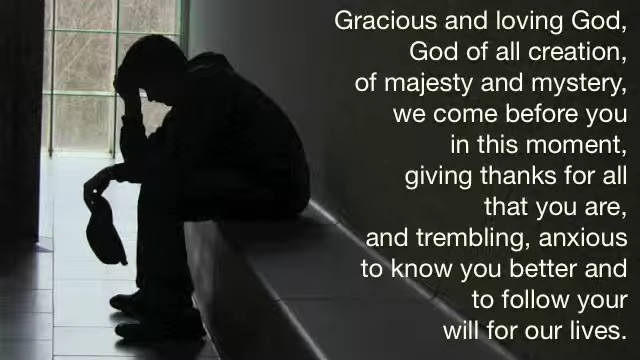 Gracious and loving God,
God of all creation,
of majesty and mystery,
we come before you
in this moment,
giving thanks for all
that you are,
and trembling, anxious
to know you better and
to follow your
will for our lives.